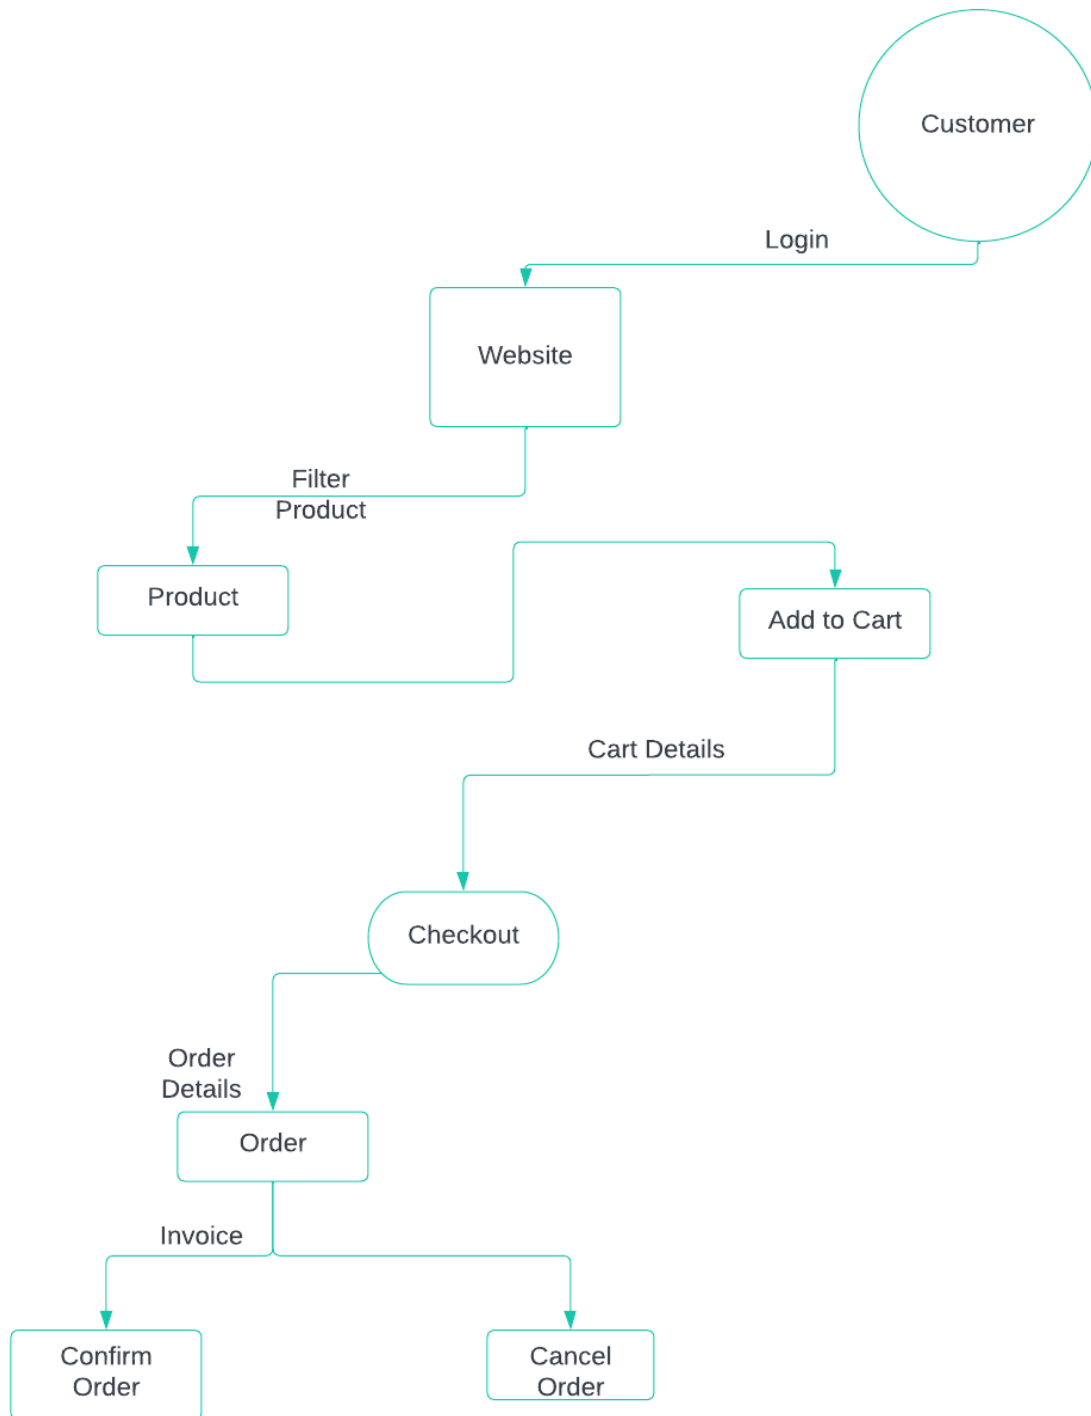 Customer
Login
Website
Filter
Product
Product
Add to Cart
Cart Details
Checkout
Order
Details
Order
Invoice
Confirm
Order
Cancel
Order